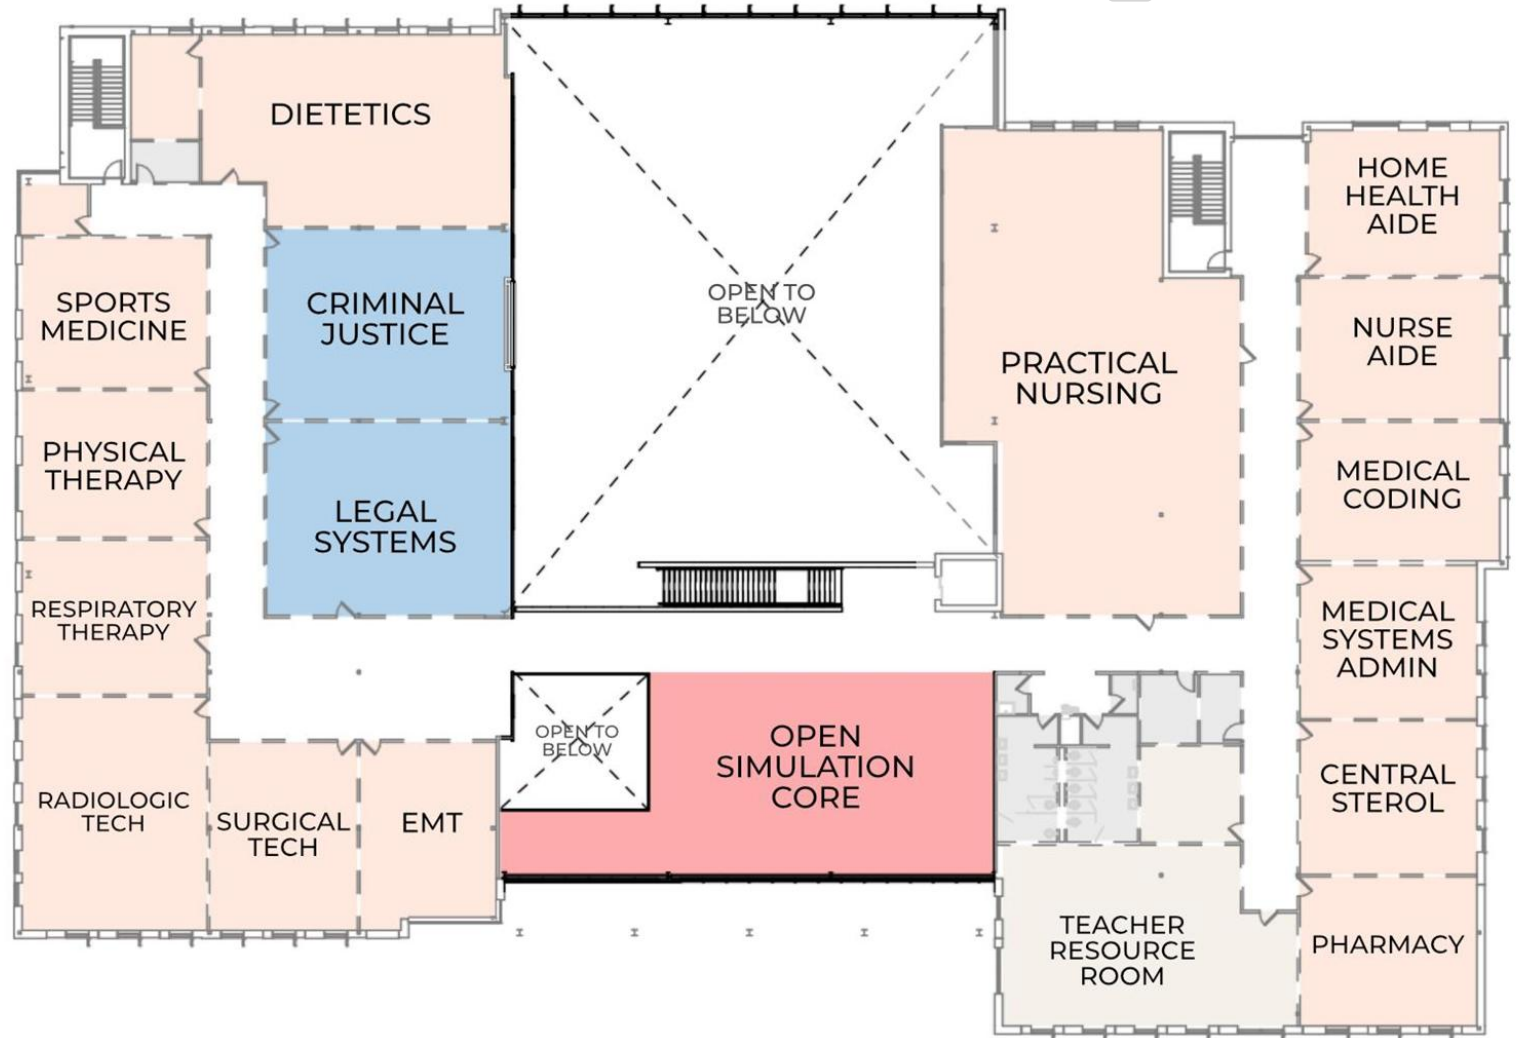 DIETETICS
HOME
HEALTH
AIDE
SPORTS
MEDICINE
CRIMINAL
JUSTICE
OPEN TO
BELOW
PRACTICAL
NURSING
NURSE
AIDE
PHYSICAL
THERAPY
LEGAL
SYSTEMS
MEDICAL
CODING
RESPIRATORY
THERAPY
MEDICAL
SYSTEMS
ADMIN
RADIOLOGIC
TECH
SURGICAL
TECH
EMT
OPEN TO
BELOW
OPEN
SIMULATION
CORE
CENTRAL
STEROL
TEACHER
RESOURCE
ROOM
PHARMACY